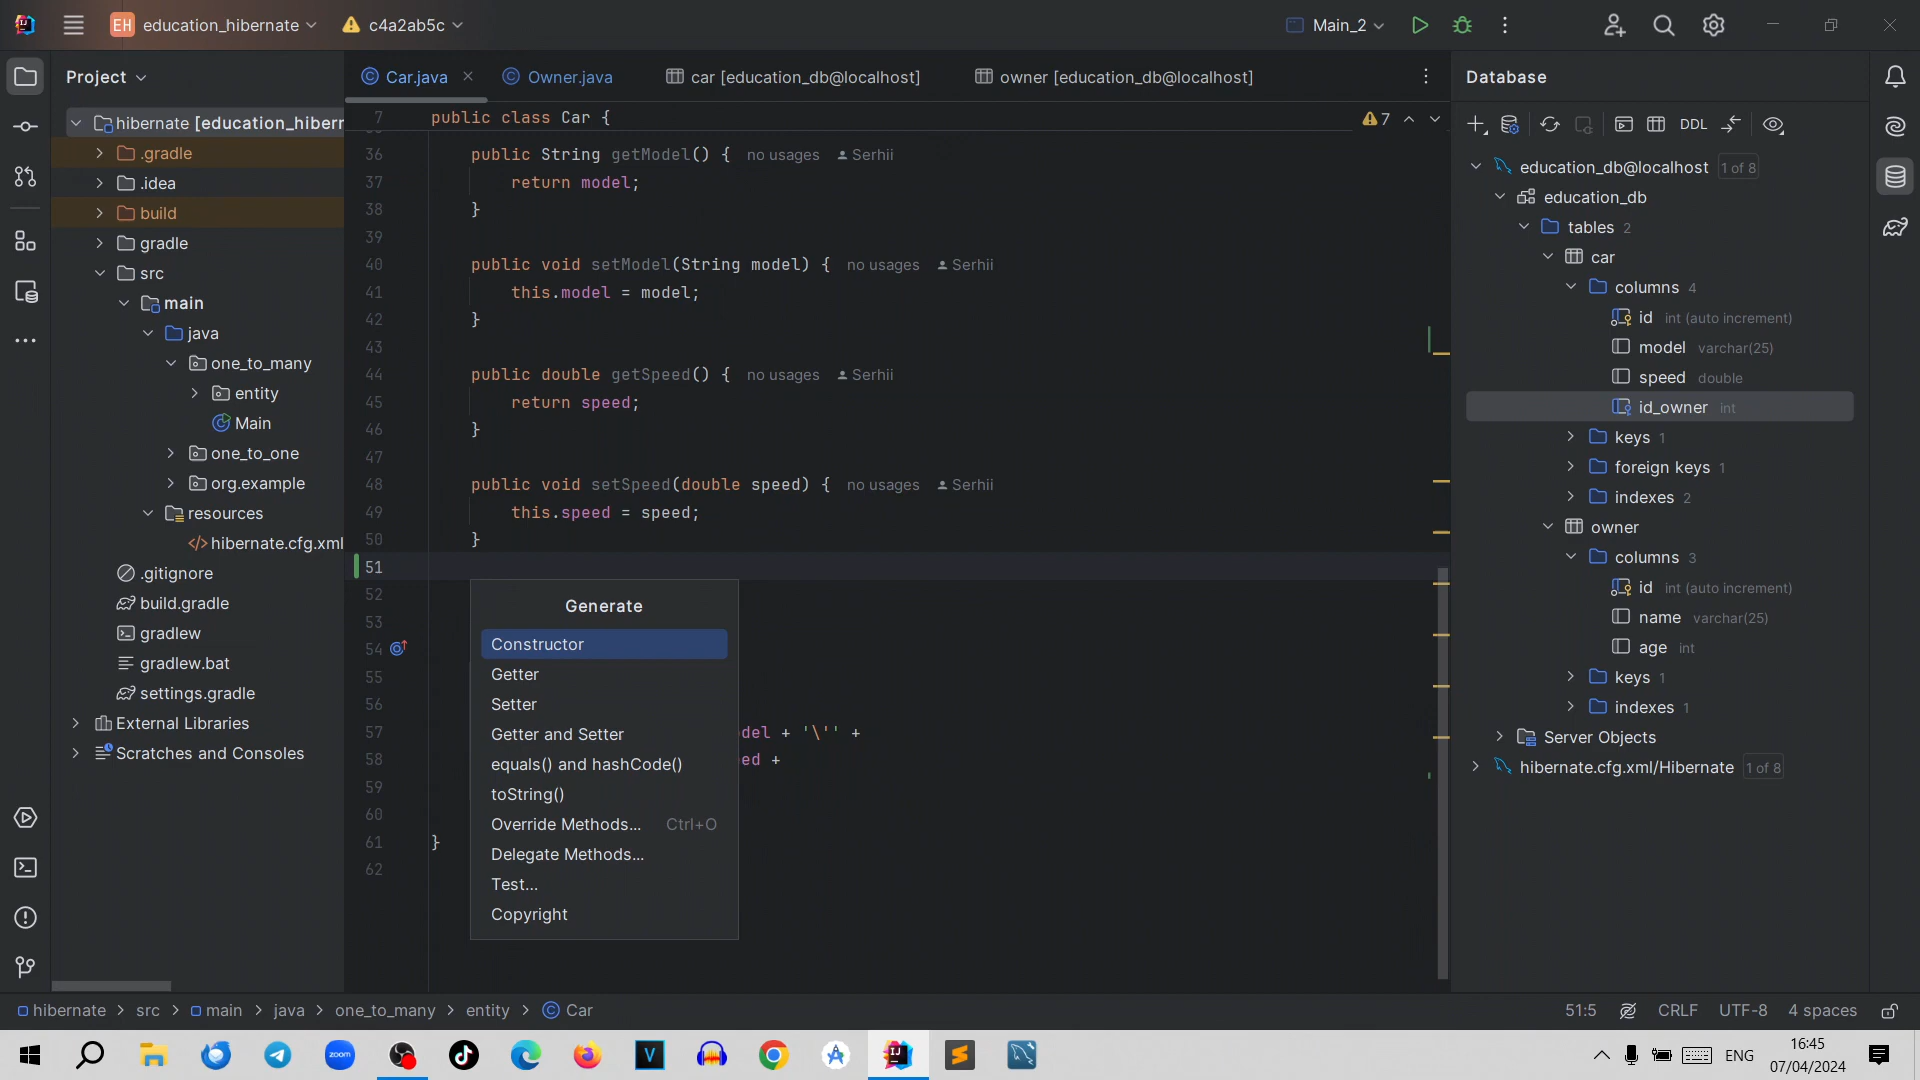 EH education_hibernate c4a2ab5c Main_2
Project
Car.java Owner.java car [education_db@localhost] owner [education_db@localhost]
Database
hibernate [education_hibern
.gradle
.idea
build
gradle
src
main
java
one_to_many
entity
Main
one_to_one
org.example
resources
hibernate.cfg.xml
.gitignore
build.gradle
gradlew
gradlew.bat
settings.gradle
External Libraries
Scratches and Consoles
7 public class Car { 7
36 public String getModel() { no usages Serhii
37 return model;
38 }
39
40 public void setModel(String model) { no usages Serhii
41 this.model = model;
42 }
43
44 public double getSpeed() { no usages Serhii
45 return speed;
46 }
47
48 public void setSpeed(double speed) { no usages Serhii
49 this.speed = speed;
50 }
51
52
53
54
55
56
57 del + '\'' +
58 ed +
59
60
61 }
62
Generate
Constructor
Getter
Setter
Getter and Setter
equals() and hashCode()
toString()
Override Methods... Ctrl+O
Delegate Methods...
Test...
Copyright
DDL
education_db@localhost 1 of 8
education_db
tables 2
car
columns 4
id int (auto increment)
model varchar(25)
speed double
id_owner int
keys 1
foreign keys 1
indexes 2
owner
columns 3
id int (auto increment)
name varchar(25)
age int
keys 1
indexes 1
Server Objects
hibernate.cfg.xml/Hibernate 1 of 8
hibernate > src > main > java > one_to_many > entity > Car
51:5 CRLF UTF-8 4 spaces
zoom
ENG
16:45
07/04/2024